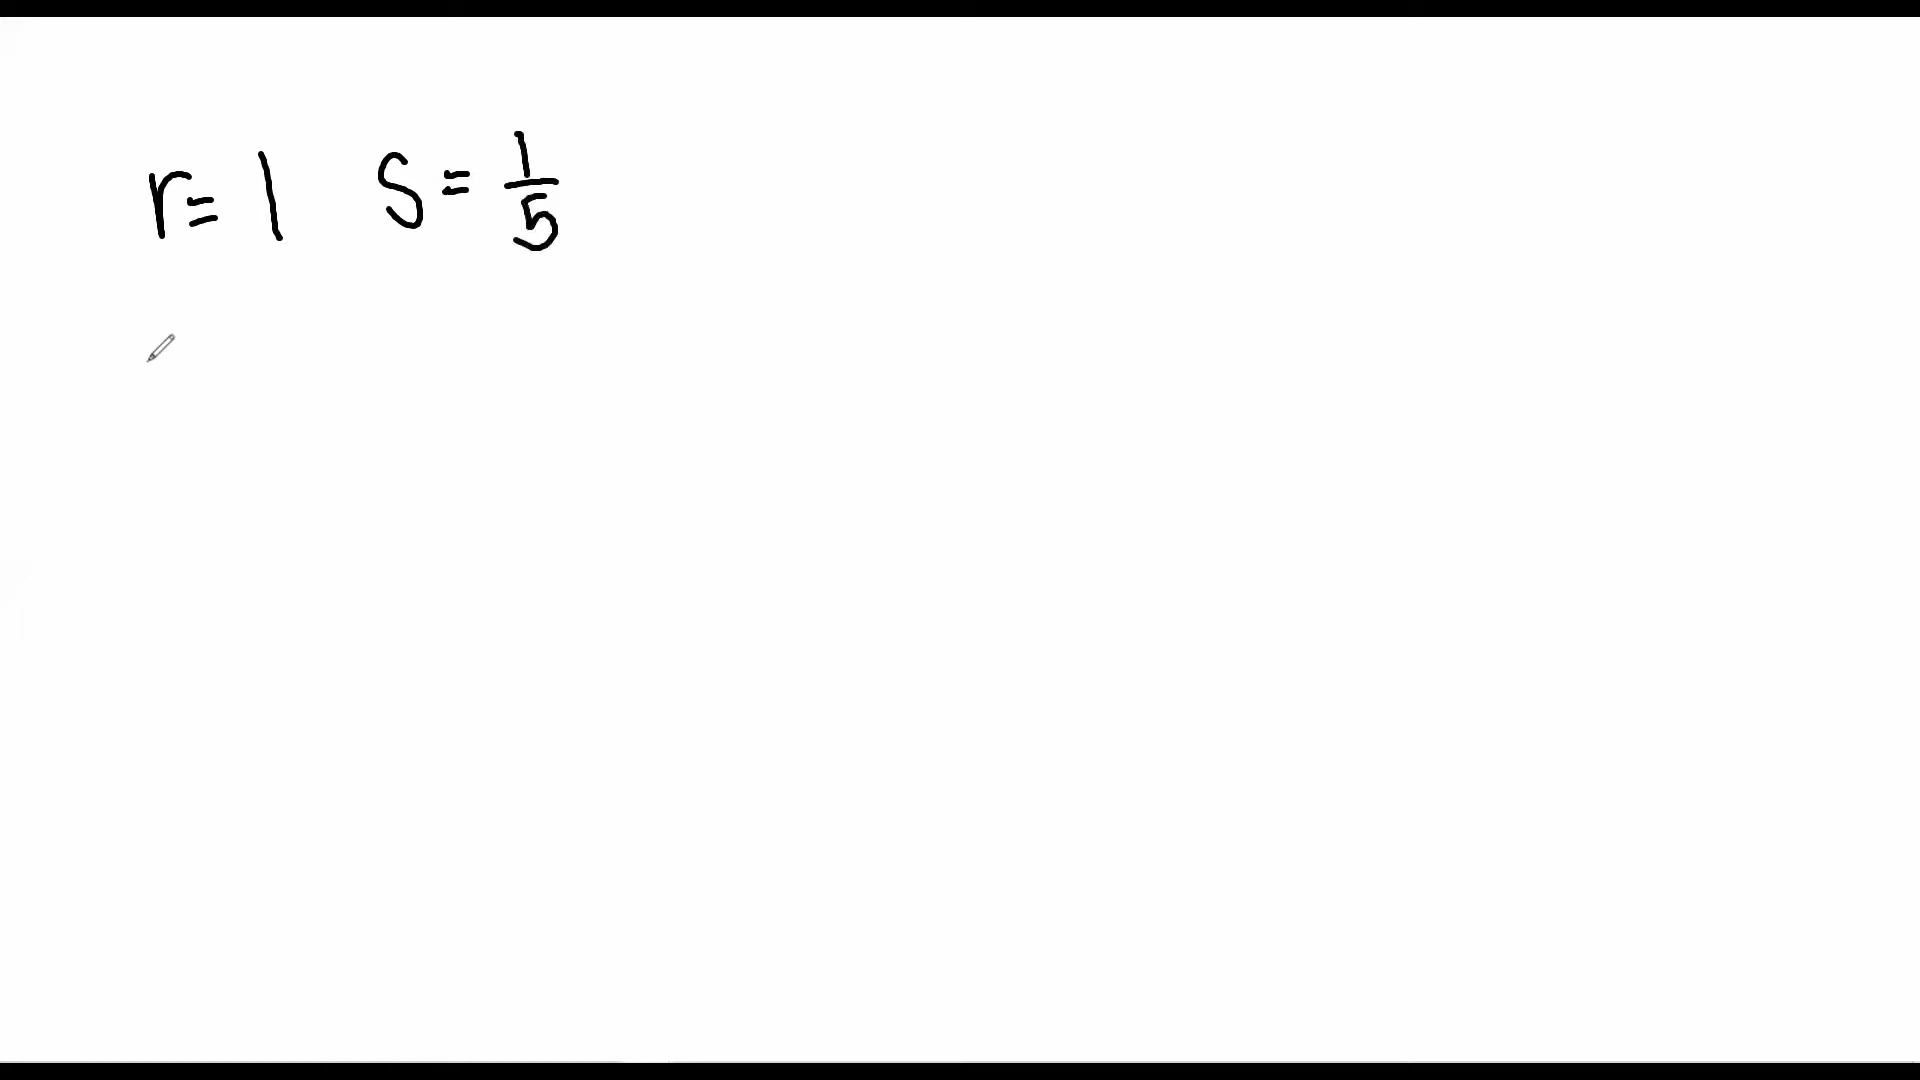 r= 1 S = 1/5